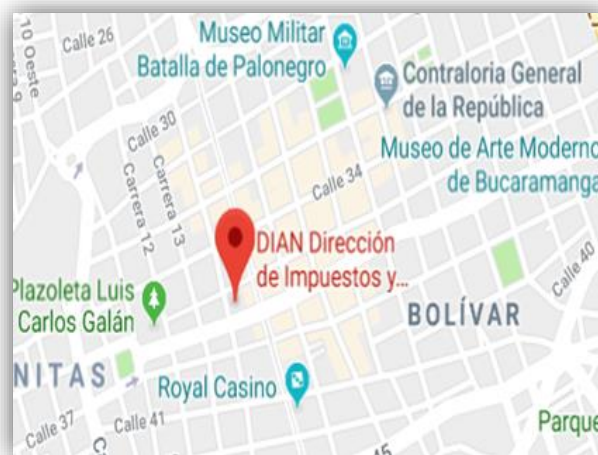 10 Oeste
Calle 26
Museo Militar
Batalla de Palonegro
Contraloria General
de la República
Calle 30
Museo de Arte Moderno
de Bucaramanga
Calle 34
Carrera 12
Carrera 13
DIAN Dirección
de Impuestos y...
Calle 40
Plazoleta Luis
Carlos Galán
BOLÍVAR
NITAS
Royal Casino
Calle 37
Calle 41
Parque
45